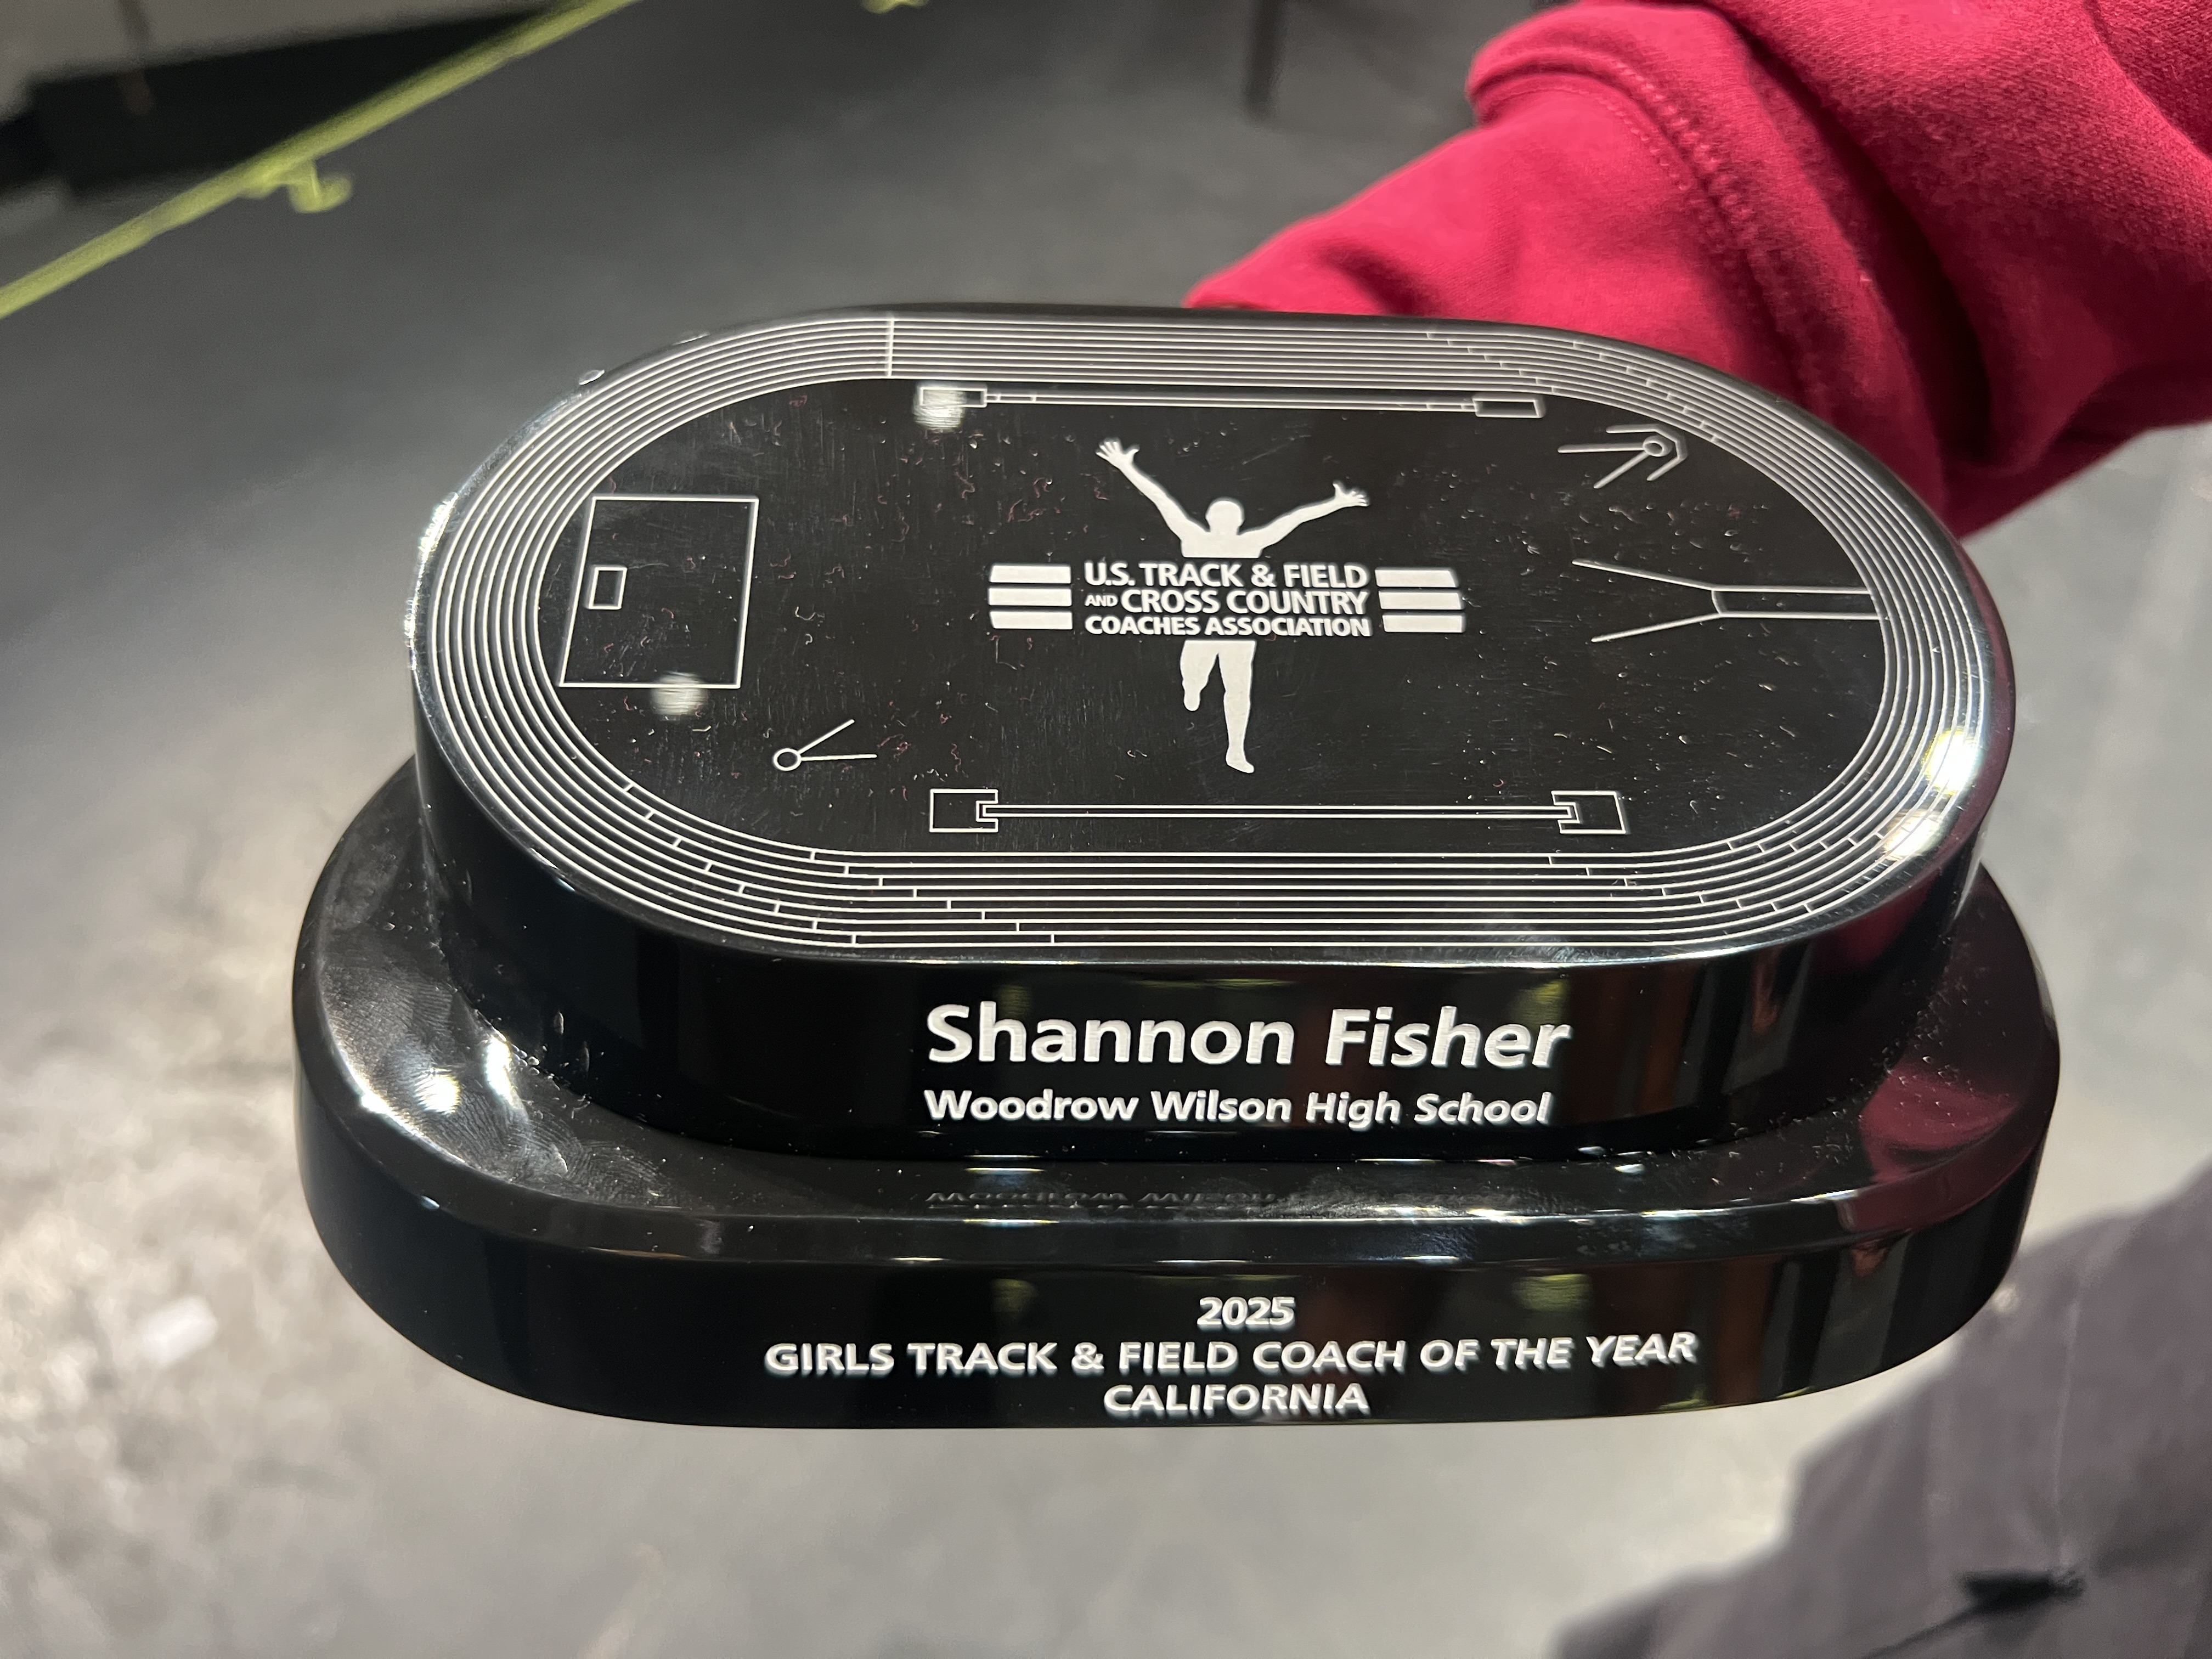 U.S. TRACK & FIELD
AND CROSS COUNTRY
COACHES ASSOCIATION
Shannon Fisher
Woodrow Wilson High School
2025
GIRLS TRACK & FIELD COACH OF THE YEAR
CALIFORNIA